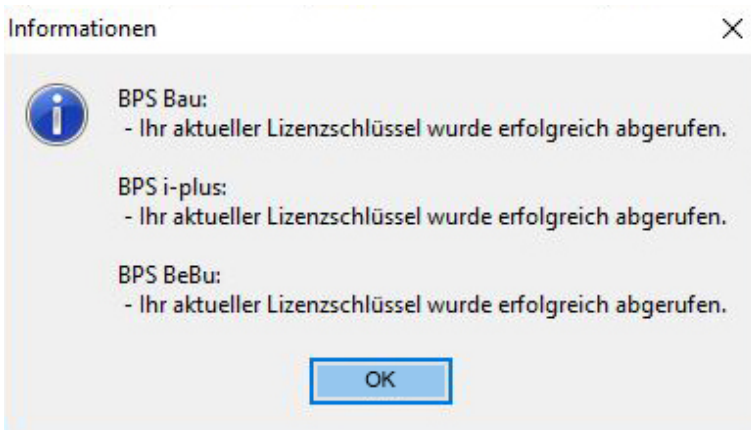 Informationen
BPS Bau:
- Ihr aktueller Lizenzschlüssel wurde erfolgreich abgerufen.
BPS i-plus:
- Ihr aktueller Lizenzschlüssel wurde erfolgreich abgerufen.
BPS BeBu:
- Ihr aktueller Lizenzschlüssel wurde erfolgreich abgerufen.
OK